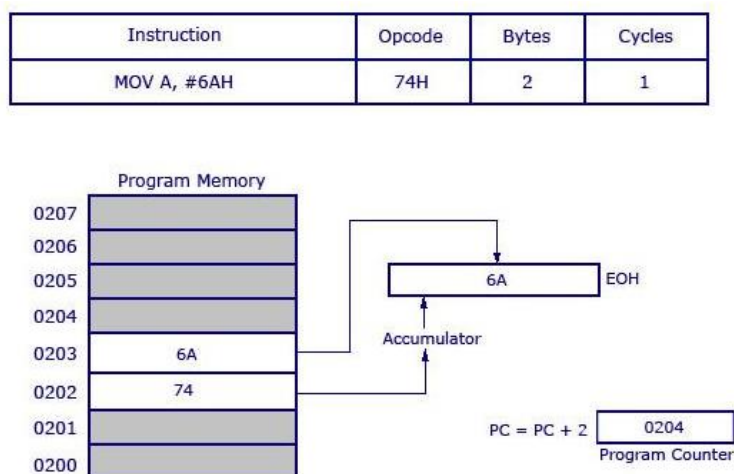 Instruction Opcode Bytes Cycles
MOV A, #6AH 74H 2 1
Program Memory
0207
0206
0205 6A EOH
0204
Accumulator
0203 6A
0202 74
0201
PC = PC + 2 0204
Program Counter
0200